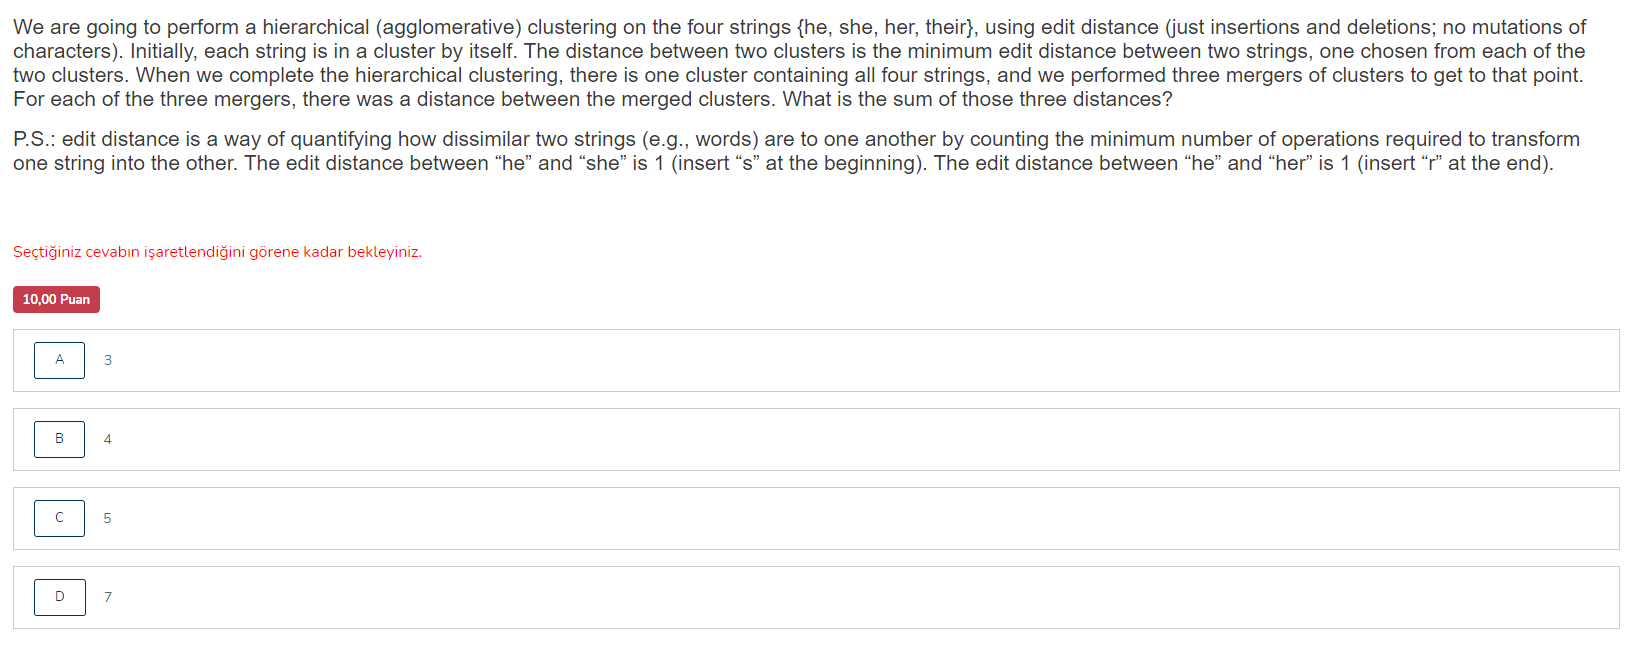 We are going to perform a hierarchical (agglomerative) clustering on the four strings {he, she, her, their}, using edit distance (just insertions and deletions; no mutations of
characters). Initially, each string is in a cluster by itself. The distance between two clusters is the minimum edit distance between two strings, one chosen from each of the
two clusters. When we complete the hierarchical clustering, there is one cluster containing all four strings, and we performed three mergers of clusters to get to that point.
For each of the three mergers, there was a distance between the merged clusters. What is the sum of those three distances?
P.S.: edit distance is a way of quantifying how dissimilar two strings (e.g., words) are to one another by counting the minimum number of operations required to transform
one string into the other. The edit distance between “he” and “she” is 1 (insert “s” at the beginning). The edit distance between “he” and “her” is 1 (insert “r” at the end).
Seçtiğiniz cevabın işaretlendiğini görene kadar bekleyiniz.
10,00 Puan
A 3
B 4
C 5
D 7